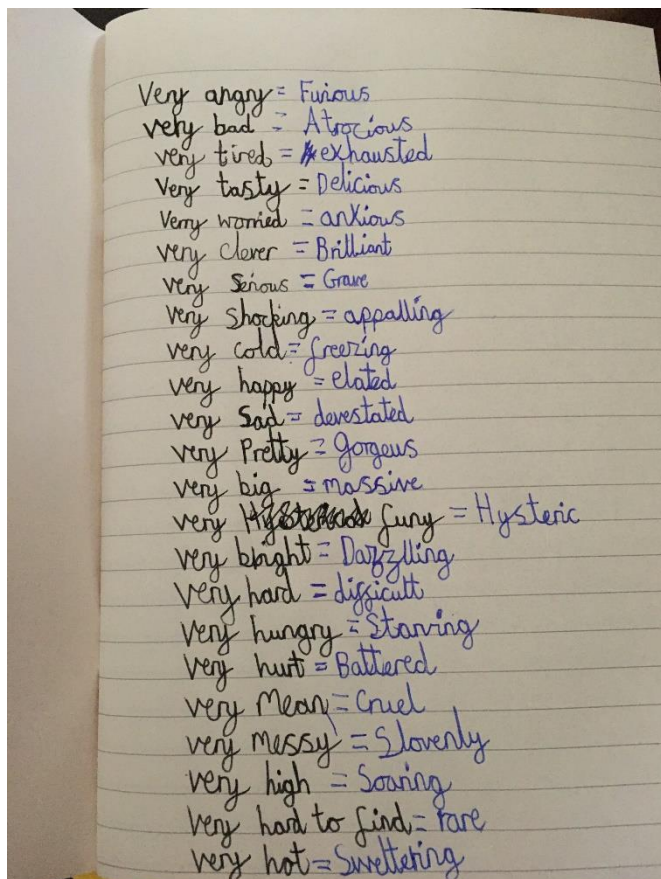 Very angry = Furious
very bad = Atrocious
very tired = exhausted
Very tasty = Delicious
Verry worried = anxious
very clever = Brilliant
very Serious = Grave
very Shocking = appalling
very cold = freezing
very happy = elated
very Sad = devestated
very Pretty = gorgeus
very big = massive
very funy = Hysteric
very bright = Dazzlling
very hard = difficult
very hungry = Starving
very hurt = Battered
very Mean = Cruel
very messy = Slovenly
very high = Soaring
very hard to find = rare
very hot = Sweltering